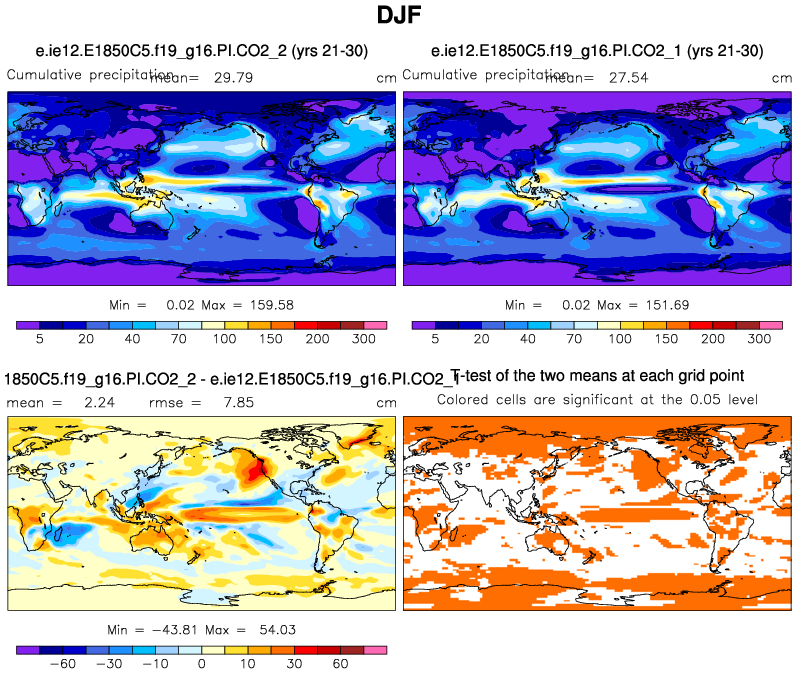 DJF
e.ie12.E1850C5.f19_g16.PI.CO2_2 (yrs 21-30)
Cumulative precipitation mean= 29.79 cm
Min = 0.02 Max = 159.58
5 20 40 70 100 150 200 300
e.ie12.E1850C5.f19_g16.PI.CO2_1 (yrs 21-30)
Cumulative precipitation mean= 27.54 cm
Min = 0.02 Max = 151.69
5 20 40 70 100 150 200 300
1850C5.f19_g16.PI.CO2_2 - e.ie12.E1850C5.f19_g16.PI.CO2_1
mean = 2.24 rmse = 7.85 cm
Min = -43.81 Max = 54.03
-60 -30 -10 0 10 30 60
T-test of the two means at each grid point
Colored cells are significant at the 0.05 level